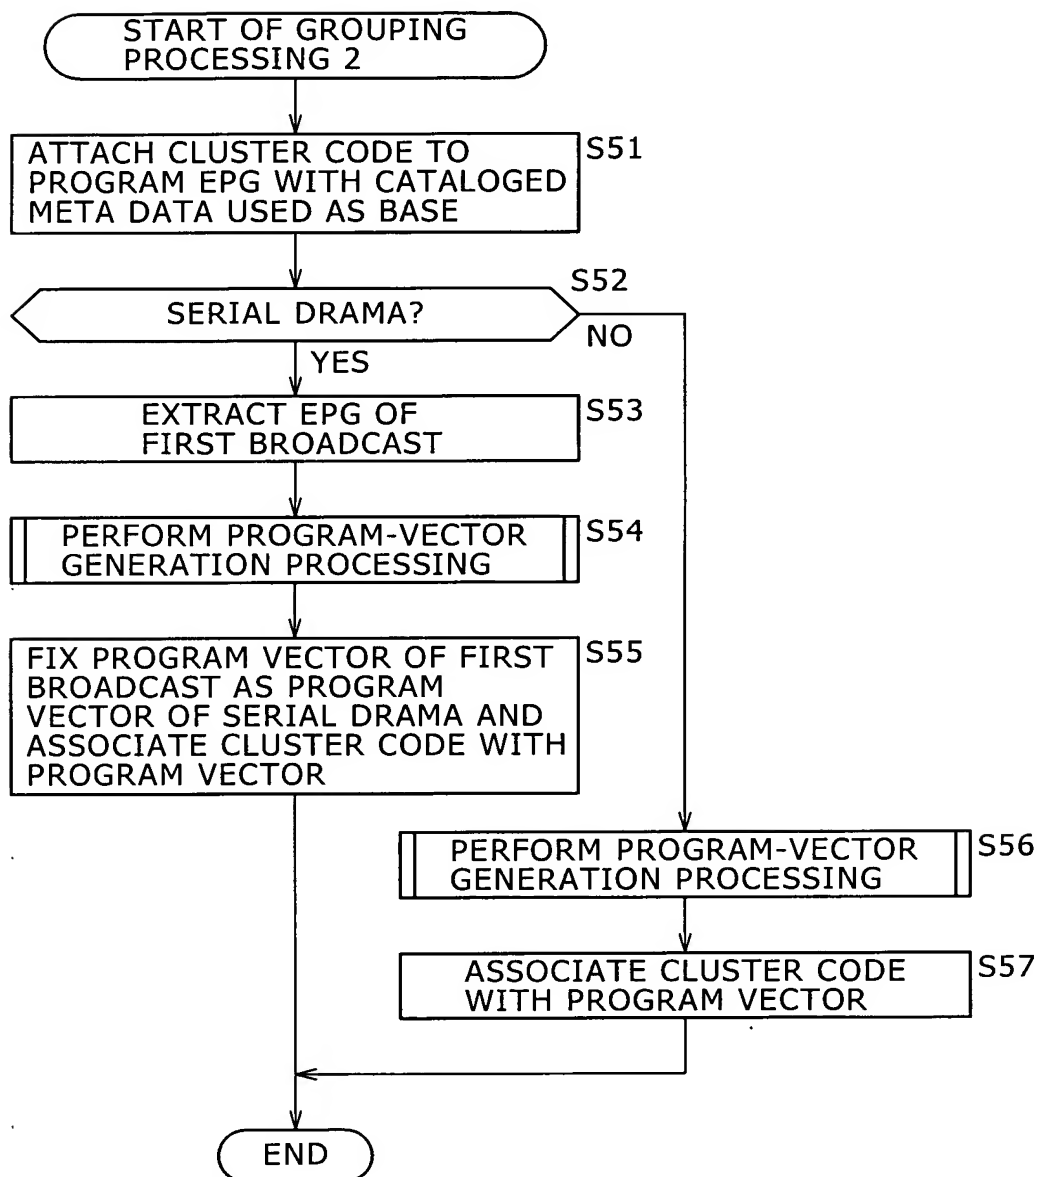 START OF GROUPING
PROCESSING 2
ATTACH CLUSTER CODE TO
PROGRAM EPG WITH CATALOGED
META DATA USED AS BASE
S51
SERIAL DRAMA?
S52
NO
YES
EXTRACT EPG OF
FIRST BROADCAST
S53
PERFORM PROGRAM-VECTOR
GENERATION PROCESSING
S54
FIX PROGRAM VECTOR OF FIRST
BROADCAST AS PROGRAM
VECTOR OF SERIAL DRAMA AND
ASSOCIATE CLUSTER CODE WITH
PROGRAM VECTOR
S55
PERFORM PROGRAM-VECTOR
GENERATION PROCESSING
S56
ASSOCIATE CLUSTER CODE
WITH PROGRAM VECTOR
S57
END